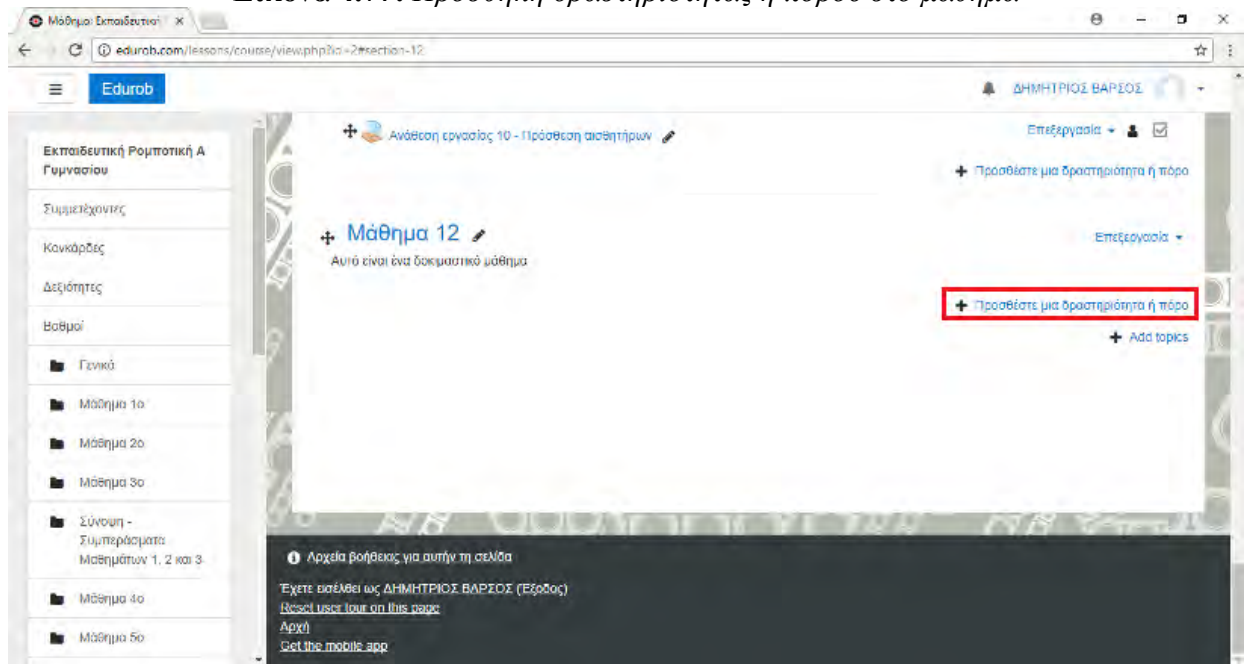 Μάθημα: Εκπαιδευτική
edurob.com/lessons/course/view.php?id=2#section-12
Edurob
ΔΗΜΗΤΡΙΟΣ ΒΑΡΣΟΣ
Ανάθεση εργασίας 10 - Πρόσθεση αισθητήρων
Επεξεργασία
Προσθέστε μια δραστηριότητα ή πόρο
Εκπαιδευτική Ρομποτική Α
Γυμνασίου
Συμμετέχοντες
Κονκάρδες
Δεξιότητες
Βαθμοί
Γενικό
Μάθημα 1ο
Μάθημα 2ο
Μάθημα 3ο
Σύνοψη -
Συμπεράσματα
Μαθημάτων 1, 2 και 3
Μάθημα 4ο
Μάθημα 5ο
Μάθημα 12
Επεξεργασία
Αυτό είναι ένα δοκιμαστικό μάθημα
Προσθέστε μια δραστηριότητα ή πόρο
Add topics
Αρχεία βοήθειας για αυτήν τη σελίδα
Έχετε εισέλθει ως ΔΗΜΗΤΡΙΟΣ ΒΑΡΣΟΣ (Έξοδος)
Reset user tour on this page
Αρχή
Get the mobile app